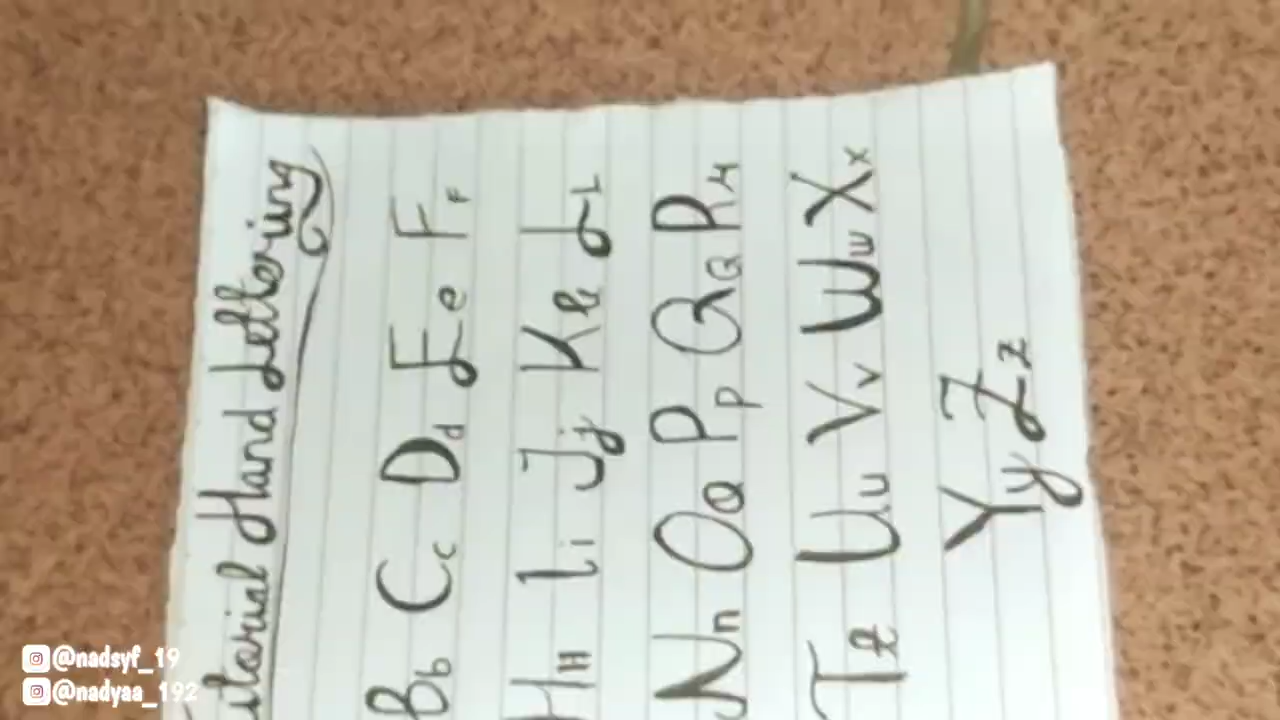 Tutorial Hand Lettering
Bb Cc Dd Ee Ff
HH Ii Jj Kk LL
Nn Oo Pp QQ Rr
Tt Uu Vv Ww Xx
Yy Zz
@nadsyf_19
@nadyaa_192